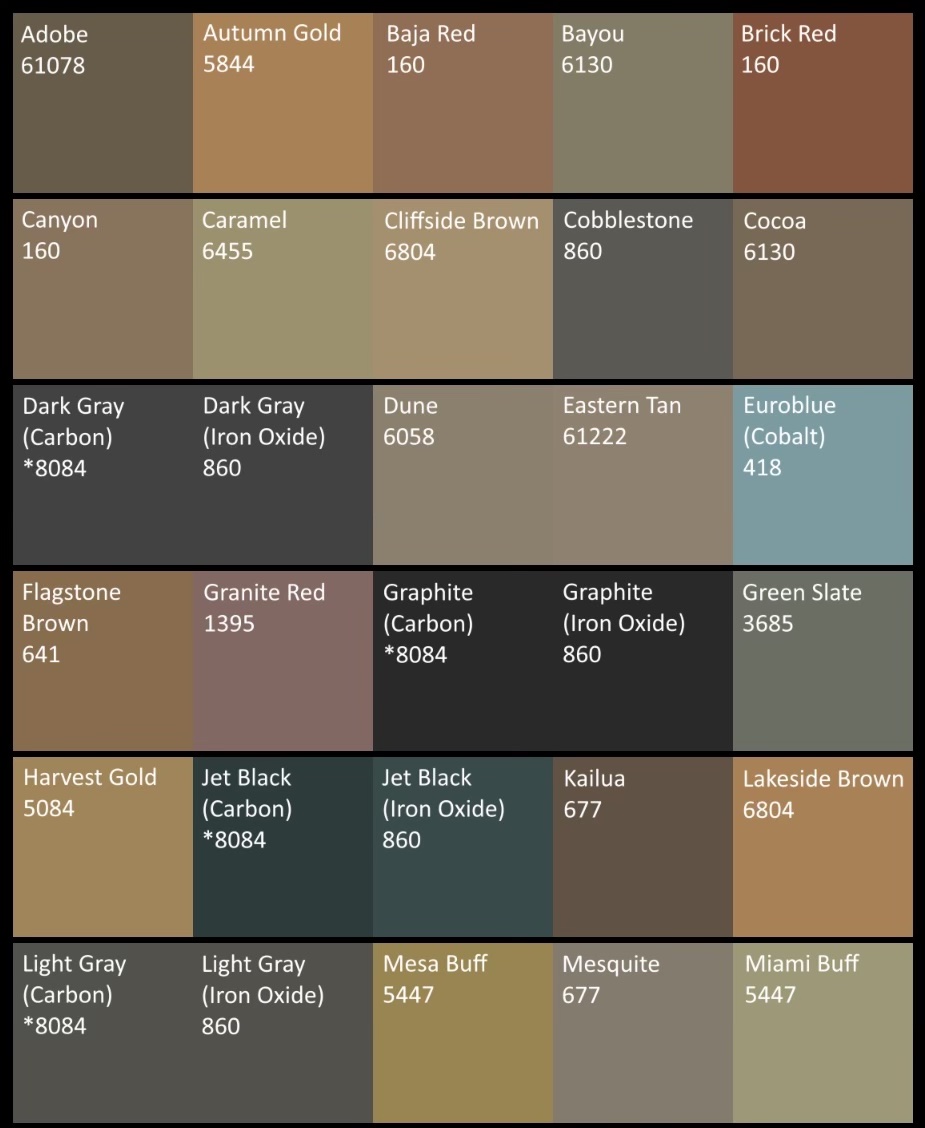 Adobe
61078
Autumn Gold
5844
Baja Red
160
Bayou
6130
Brick Red
160
Canyon
160
Caramel
6455
Cliffside Brown
6804
Cobblestone
860
Cocoa
6130
Dark Gray
(Carbon)
*8084
Dark Gray
(Iron Oxide)
860
Dune
6058
Eastern Tan
61222
Euroblue
(Cobalt)
418
Flagstone
Brown
641
Granite Red
1395
Graphite
(Carbon)
*8084
Graphite
(Iron Oxide)
860
Green Slate
3685
Harvest Gold
5084
Jet Black
(Carbon)
*8084
Jet Black
(Iron Oxide)
860
Kailua
677
Lakeside Brown
6804
Light Gray
(Carbon)
*8084
Light Gray
(Iron Oxide)
860
Mesa Buff
5447
Mesquite
677
Miami Buff
5447